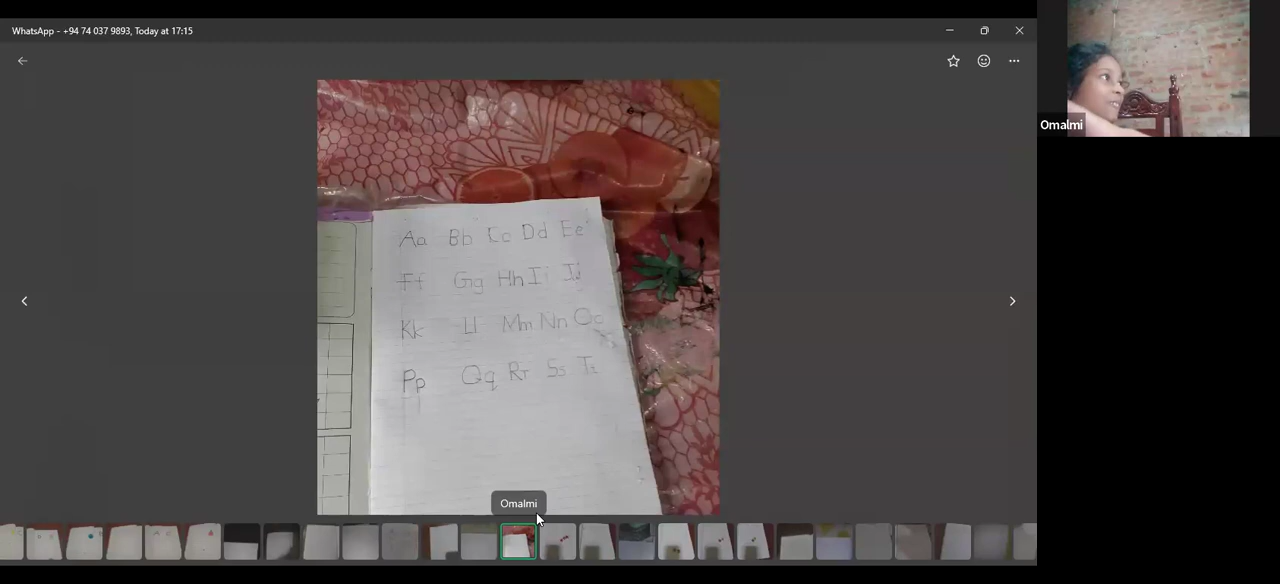 WhatsApp - +94 74 037 9893, Today at 17:15
Omalmi
Aa Bb Cc Dd Ee
Ff Gg Hh Ii Jj
Kk Ll Mm Nn Oo
Pp Qq Rr Ss Tt
Omalmi